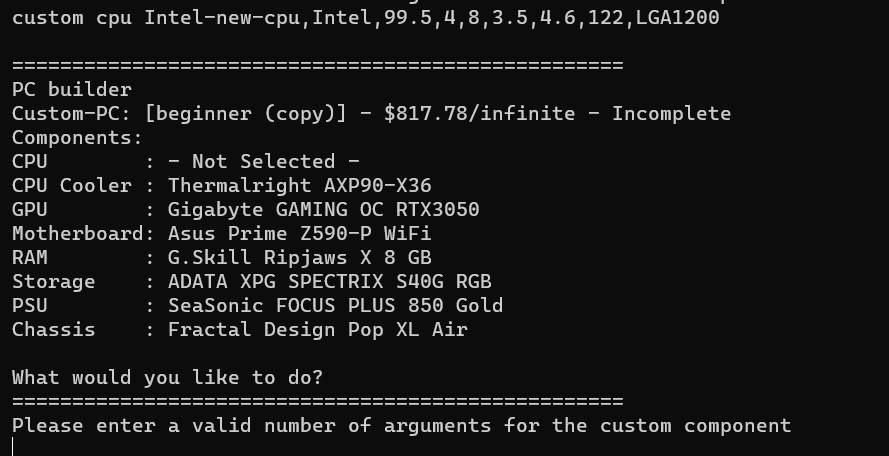 custom cpu Intel-new-cpu,Intel,99.5,4,8,3.5,4.6,122,LGA1200
===================================================
PC builder
Custom-PC: [beginner (copy)] - $817.78/infinite - Incomplete
Components:
CPU        : - Not Selected -
CPU Cooler : Thermalright AXP90-X36
GPU        : Gigabyte GAMING OC RTX3050
Motherboard: Asus Prime Z590-P WiFi
RAM        : G.Skill Ripjaws X 8 GB
Storage    : ADATA XPG SPECTRIX S40G RGB
PSU        : SeaSonic FOCUS PLUS 850 Gold
Chassis    : Fractal Design Pop XL Air
What would you like to do?
===================================================
Please enter a valid number of arguments for the custom component